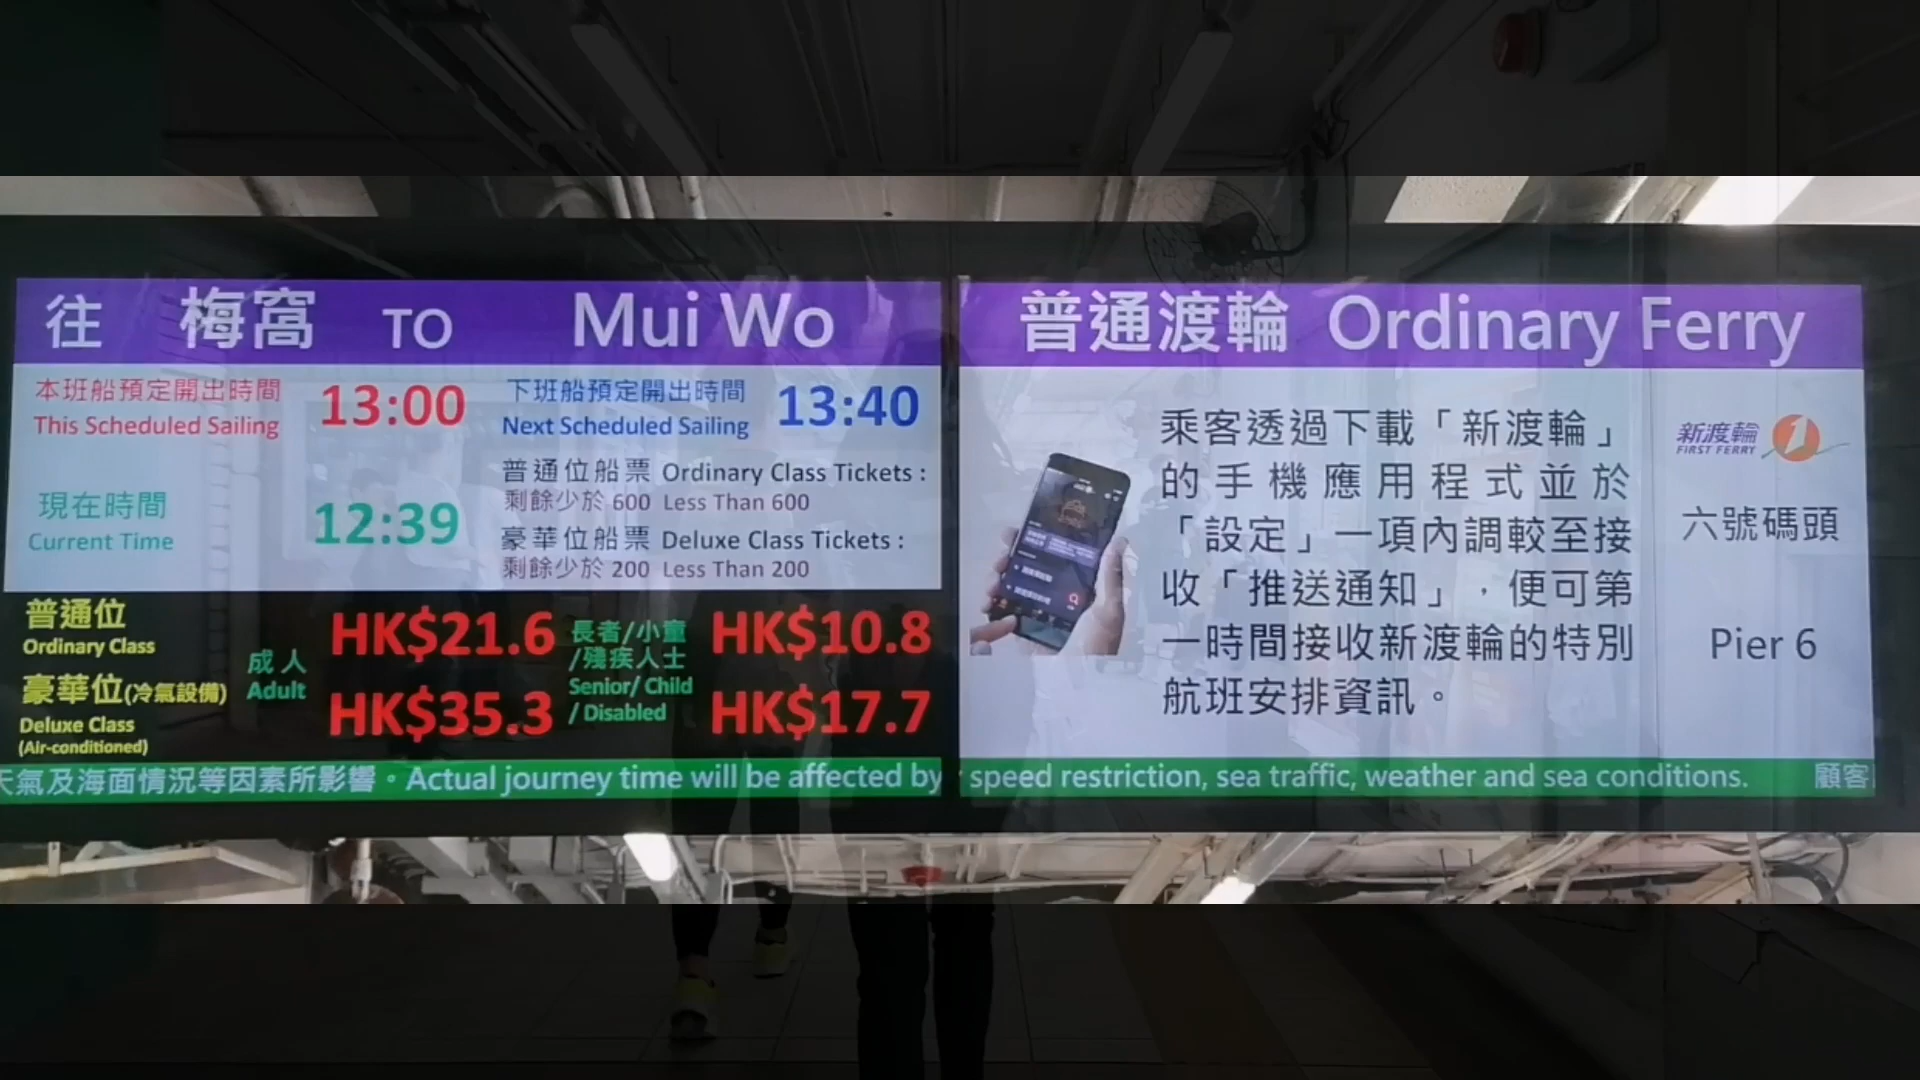 往 梅窩 TO Mui Wo
本班船預定開出時間 13:00
This Scheduled Sailing
下班船預定開出時間 13:40
Next Scheduled Sailing
現在時間 12:39
Current Time
普通位船票 Ordinary Class Tickets :
剩餘少於 600 Less Than 600
豪華位船票 Deluxe Class Tickets :
剩餘少於 200 Less Than 200
普通位
Ordinary Class
豪華位(冷氣設備)
Deluxe Class
(Air-conditioned)
成人
Adult
HK$21.6
HK$35.3
長者/小童
/殘疾人士
Senior/ Child
/ Disabled
HK$10.8
HK$17.7
天氣及海面情況等因素所影響。Actual journey time will be affected by
普通渡輪 Ordinary Ferry
乘客透過下載「新渡輪」
的手機應用程式並於
「設定」一項內調較至接
收「推送通知」，便可第
一時間接收新渡輪的特別
航班安排資訊。
新渡輪 1
FIRST FERRY
六號碼頭
Pier 6
speed restriction, sea traffic, weather and sea conditions. 顧客